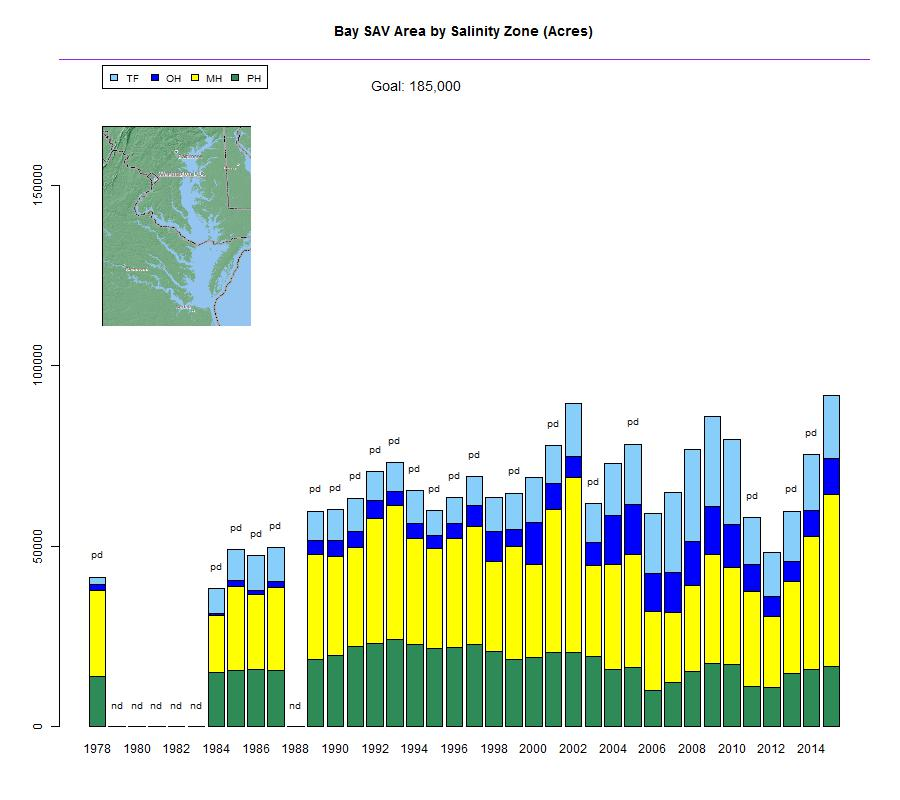 Bay SAV Area by Salinity Zone (Acres)
TF OH MH PH
Goal: 185,000
150000
100000
50000
0
pd nd nd nd nd nd pd pd pd pd nd pd pd pd pd pd pd pd pd pd pd pd pd pd pd pd pd
1978 1980 1982 1984 1986 1988 1990 1992 1994 1996 1998 2000 2002 2004 2006 2008 2010 2012 2014